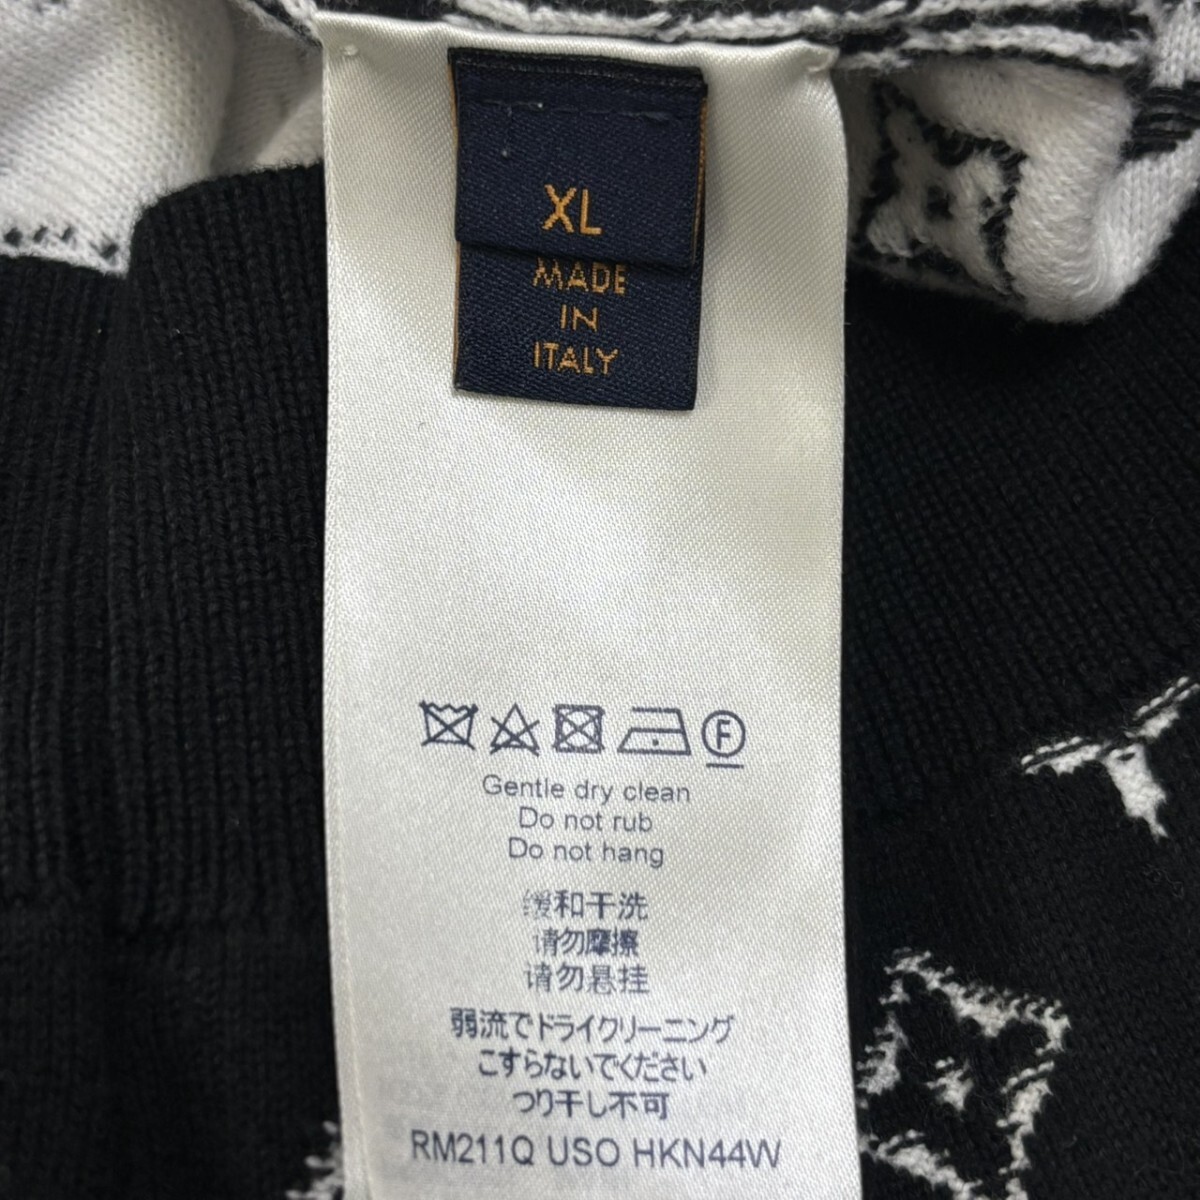 XL
MADE
IN
ITALY
F
Gentle dry clean
Do not rub
Do not hang
缓和干洗
请勿摩擦
请勿悬挂
弱流でドライクリーニング
こすらないでください
つり干し不可
RM211Q USO HKN44W